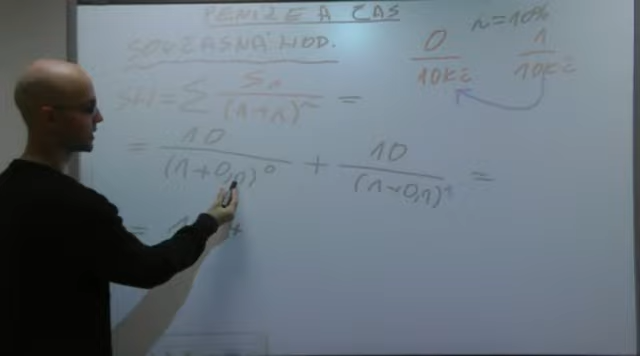 PENÍZE A ČAS
SOUČASNÁ HOD.
r = 10%
0 1
10Kč 10Kč
SH = Σ Sn / (1+r)^n =
= 10 / (1+0,1)^0 + 10 / (1+0,1)^1 =
= +